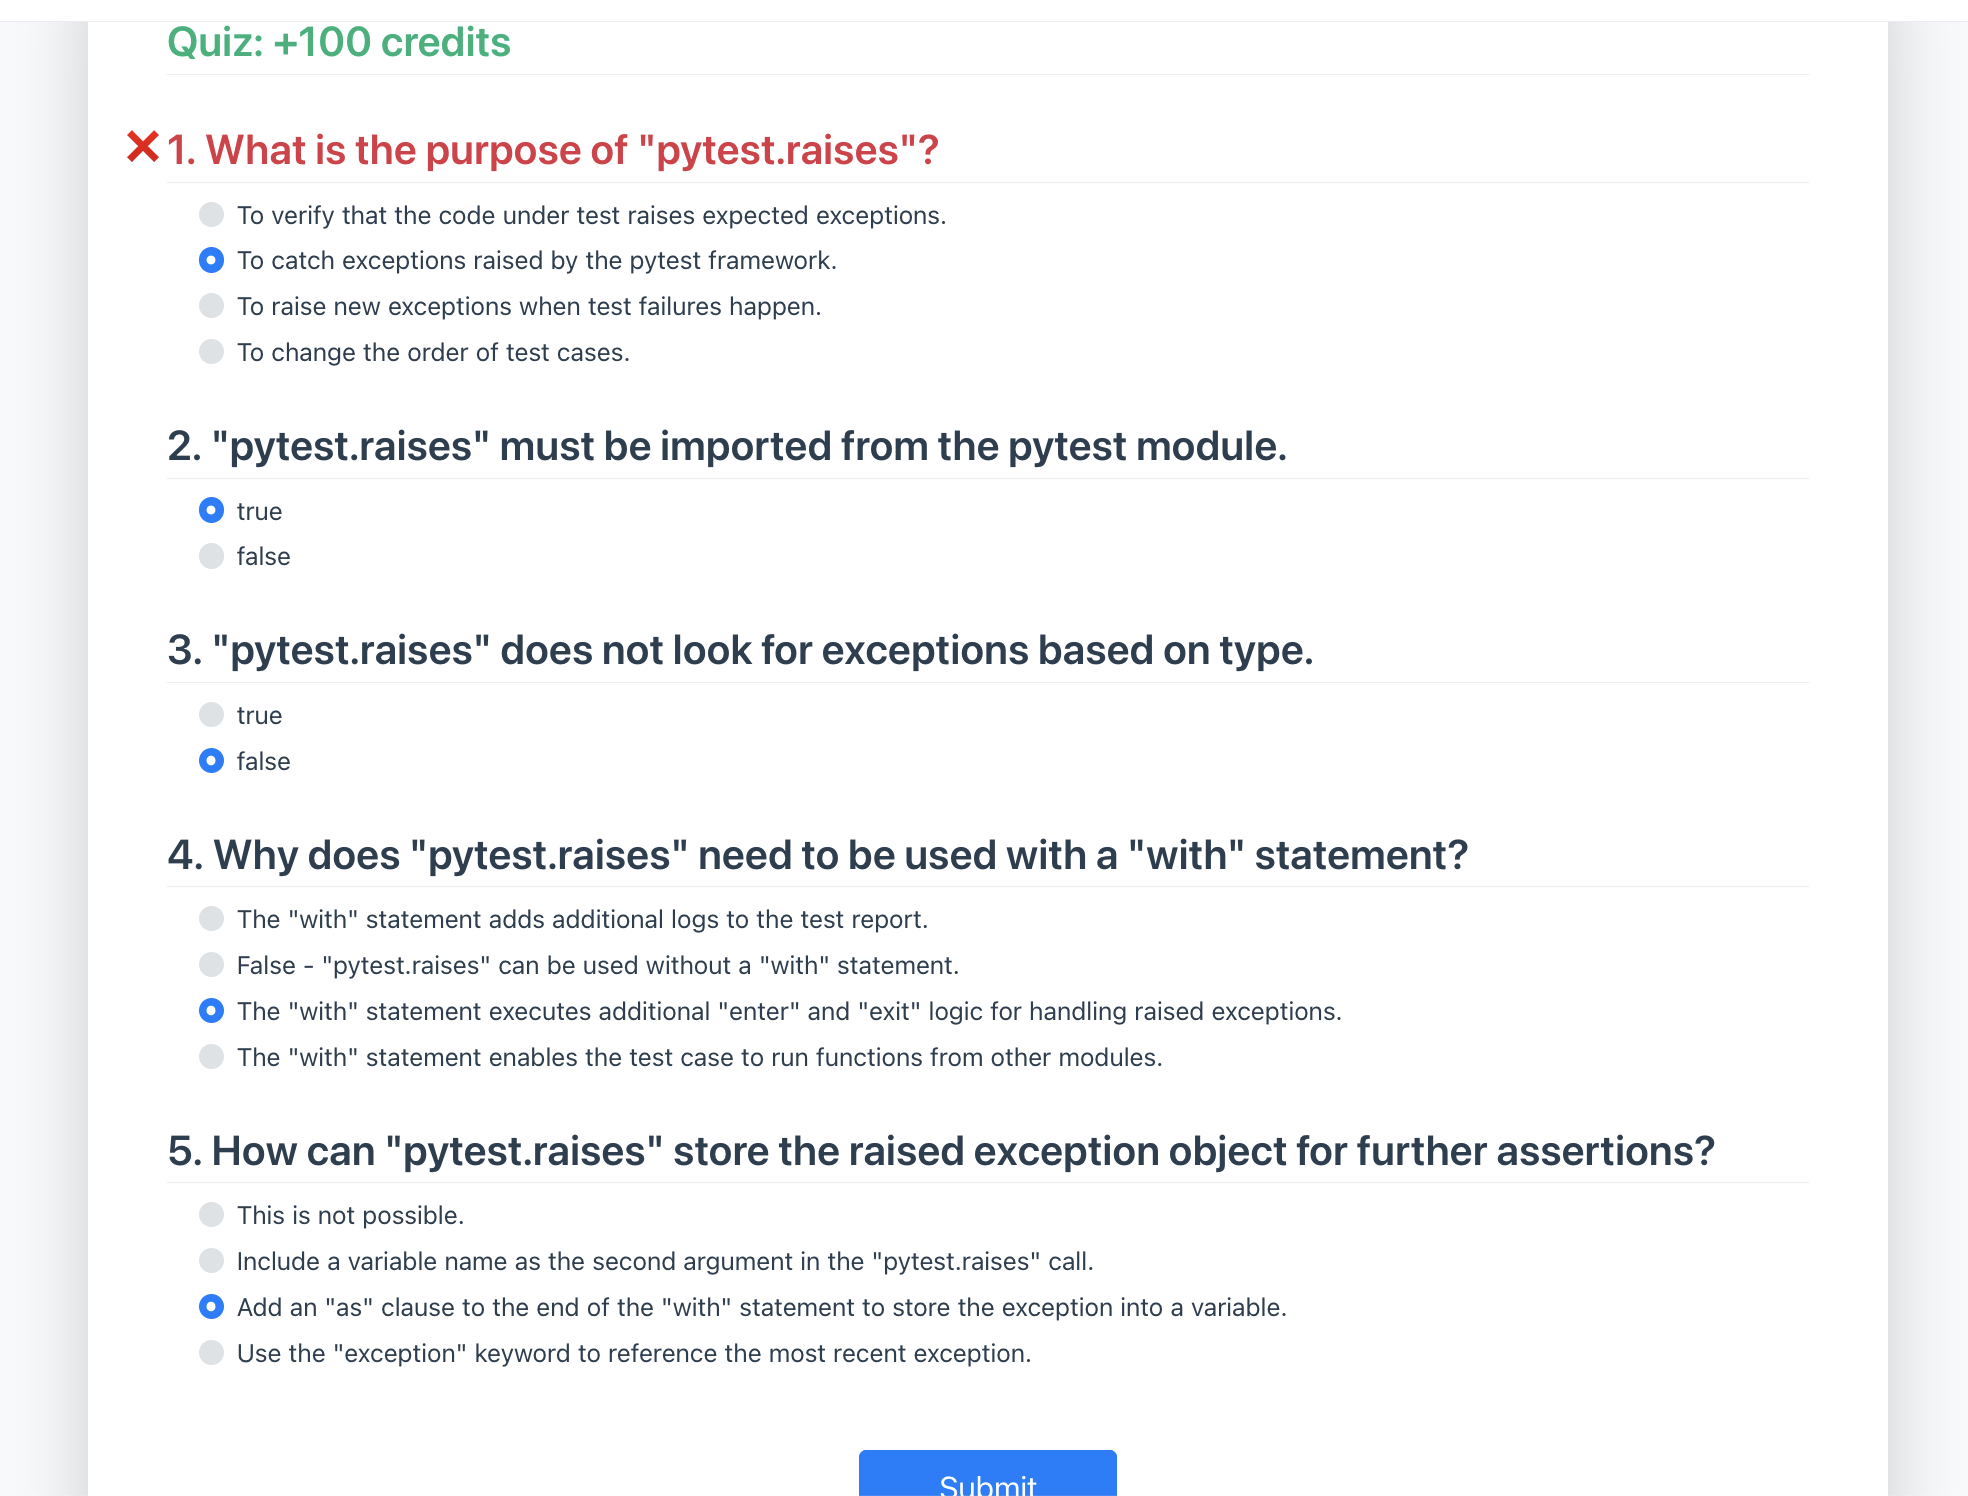 Quiz: +100 credits
1. What is the purpose of "pytest.raises"?
To verify that the code under test raises expected exceptions.
To catch exceptions raised by the pytest framework.
To raise new exceptions when test failures happen.
To change the order of test cases.
2. "pytest.raises" must be imported from the pytest module.
true
false
3. "pytest.raises" does not look for exceptions based on type.
true
false
4. Why does "pytest.raises" need to be used with a "with" statement?
The "with" statement adds additional logs to the test report.
False - "pytest.raises" can be used without a "with" statement.
The "with" statement executes additional "enter" and "exit" logic for handling raised exceptions.
The "with" statement enables the test case to run functions from other modules.
5. How can "pytest.raises" store the raised exception object for further assertions?
This is not possible.
Include a variable name as the second argument in the "pytest.raises" call.
Add an "as" clause to the end of the "with" statement to store the exception into a variable.
Use the "exception" keyword to reference the most recent exception.
Submit